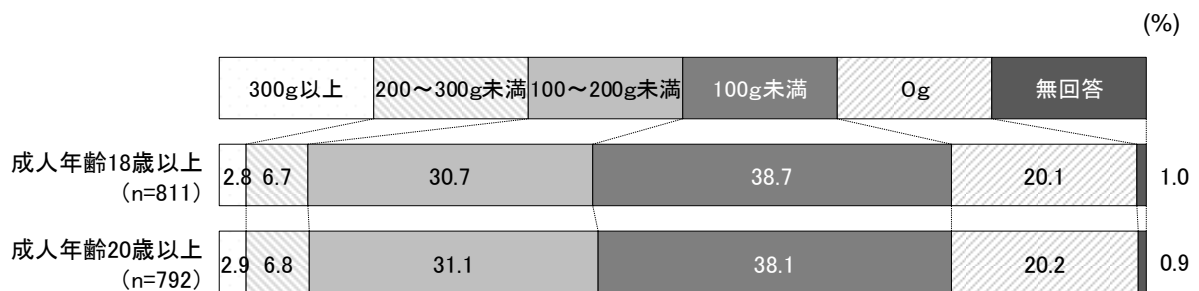 (%)
300g以上 200～300g未満 100～200g未満 100g未満 0g 無回答
成人年齢18歳以上
（n=811）
2.8 6.7 30.7 38.7 20.1 1.0
成人年齢20歳以上
（n=792）
2.9 6.8 31.1 38.1 20.2 0.9